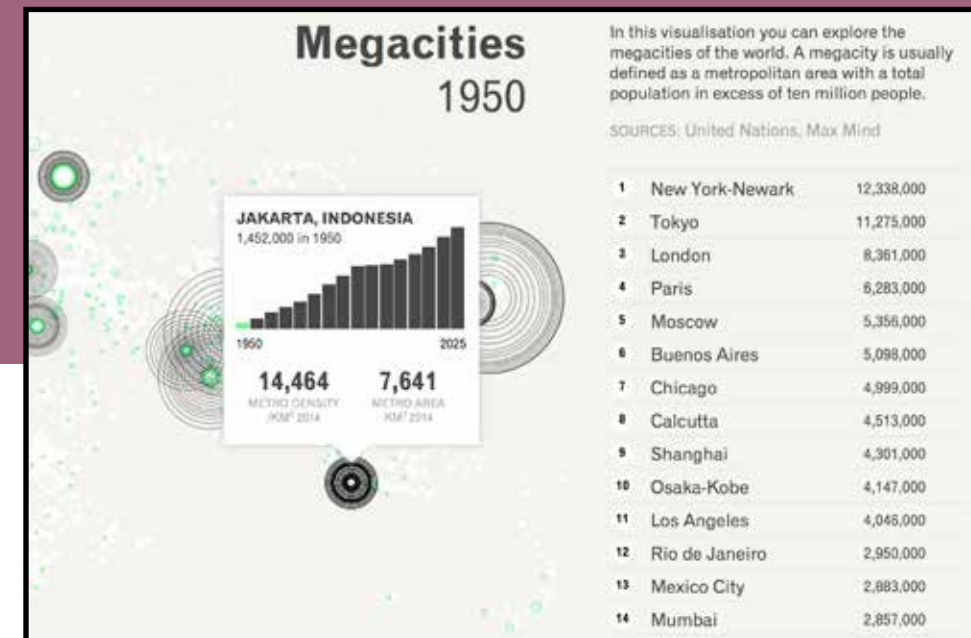 Megacities
1950
In this visualisation you can explore the
megacities of the world. A megacity is usually
defined as a metropolitan area with a total
population in excess of ten million people.
SOURCES: United Nations, Max Mind
JAKARTA, INDONESIA
1,452,000 in 1950
1950 2025
14,464 7,641
METRO DENSITY METRO AREA
/KM² 2014 KM² 2014
1 New York-Newark 12,338,000
2 Tokyo 11,275,000
3 London 8,361,000
4 Paris 6,283,000
5 Moscow 5,356,000
6 Buenos Aires 5,098,000
7 Chicago 4,999,000
8 Calcutta 4,513,000
9 Shanghai 4,301,000
10 Osaka-Kobe 4,147,000
11 Los Angeles 4,046,000
12 Rio de Janeiro 2,950,000
13 Mexico City 2,883,000
14 Mumbai 2,857,000